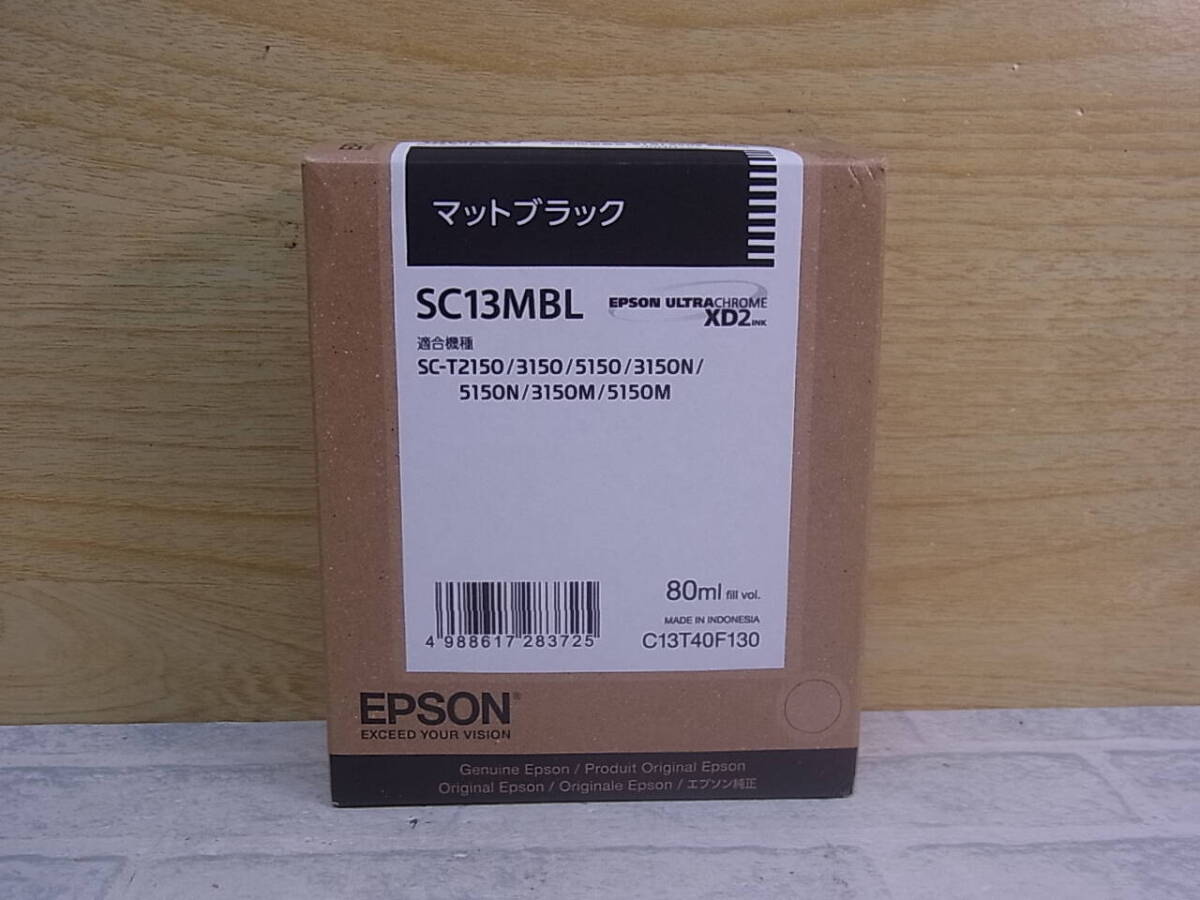 マットブラック
SC13MBL
EPSON ULTRACHROME
XD2 INK
適合機種
SC-T2150/3150/5150/3150N/
5150N/3150M/5150M
80ml fill vol.
MADE IN INDONESIA
4 988617 283725
C13T40F130
EPSON®
EXCEED YOUR VISION
Genuine Epson / Produit Original Epson
Original Epson / Originale Epson / エプソン純正